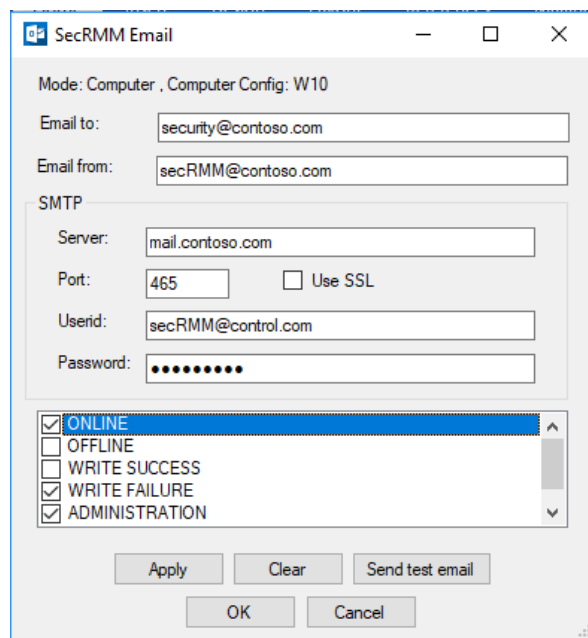 SecRMM Email
Mode: Computer , Computer Config: W10
Email to: security@contoso.com
Email from: secRMM@contoso.com
SMTP
Server: mail.contoso.com
Port: 465 Use SSL
Userid: secRMM@control.com
Password: •••••••••
ONLINE
OFFLINE
WRITE SUCCESS
WRITE FAILURE
ADMINISTRATION
Apply Clear Send test email
OK Cancel